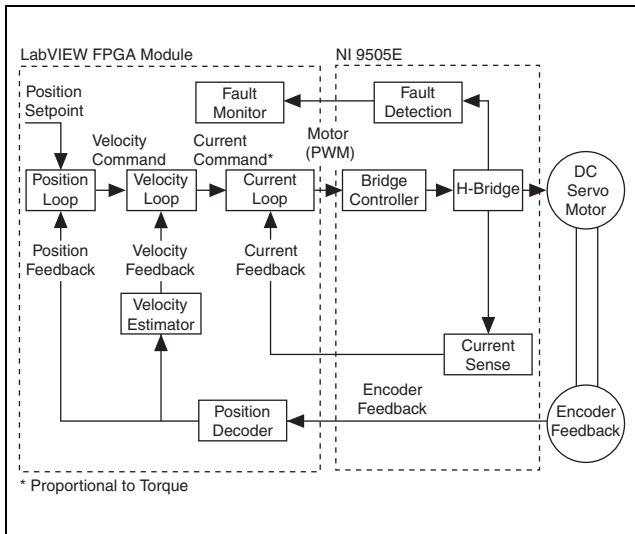 LabVIEW FPGA Module
NI 9505E
Position
Setpoint
Fault
Monitor
Fault
Detection
Velocity
Command
Current
Command*
Motor
(PWM)
Position
Loop
Velocity
Loop
Current
Loop
Bridge
Controller
H-Bridge
DC
Servo
Motor
Position
Feedback
Velocity
Feedback
Current
Feedback
Velocity
Estimator
Current
Sense
Position
Decoder
Encoder
Feedback
Encoder
Feedback
* Proportional to Torque